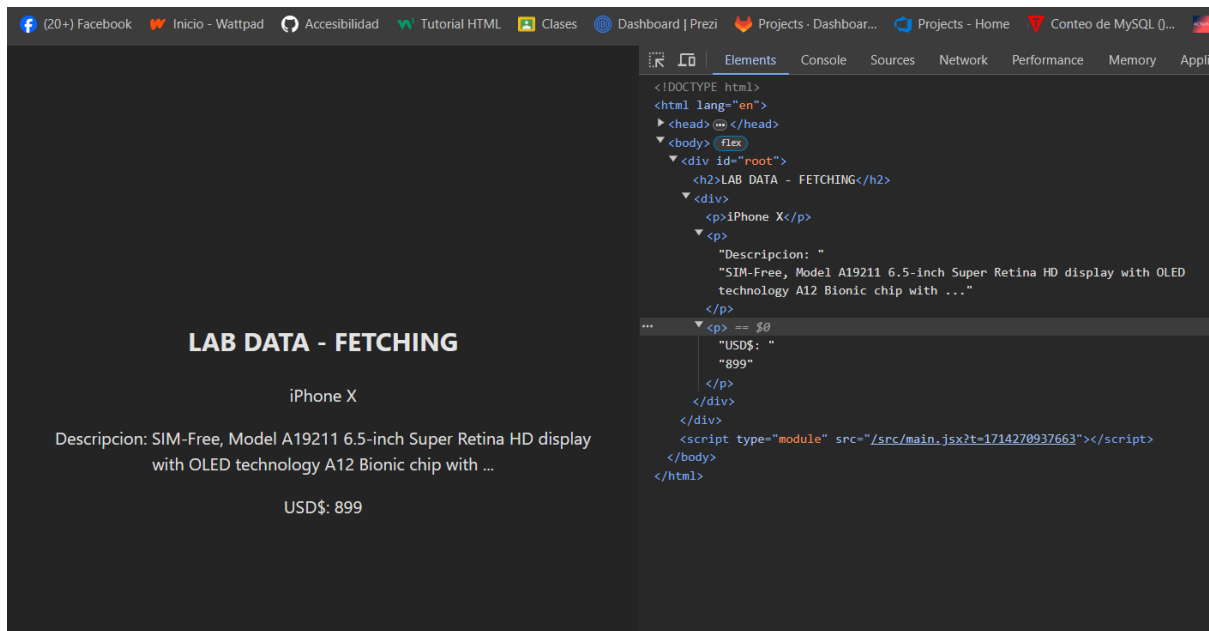 (20+) Facebook Inicio - Wattpad Accesibilidad Tutorial HTML Clases Dashboard | Prezi Projects · Dashboar... Projects - Home Conteo de MySQL ()...
LAB DATA - FETCHING
iPhone X
Descripcion: SIM-Free, Model A19211 6.5-inch Super Retina HD display
with OLED technology A12 Bionic chip with ...
USD$: 899
Elements Console Sources Network Performance Memory Appli
<!DOCTYPE html>
<html lang="en">
<head> ••• </head>
<body> flex
<div id="root">
<h2>LAB DATA - FETCHING</h2>
<div>
<p>iPhone X</p>
<p>
"Descripcion: "
"SIM-Free, Model A19211 6.5-inch Super Retina HD display with OLED
technology A12 Bionic chip with ..."
</p>
••• <p> == $0
"USD$: "
"899"
</p>
</div>
</div>
<script type="module" src="/src/main.jsx?t=1714270937663"></script>
</body>
</html>